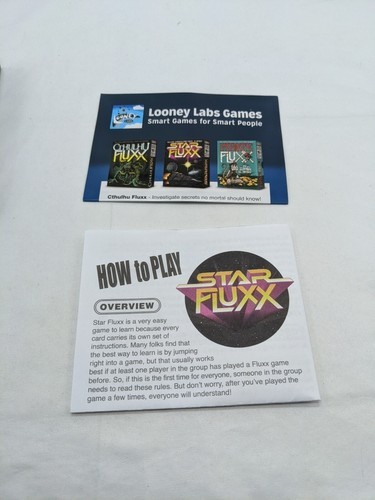 Looney Labs Games
Smart Games for Smart People
CTHULHU
FLUXX
STAR
FLUXX
FLUXX
Cthulhu Fluxx - Investigate secrets no mortal should know!
HOW to PLAY
STAR
FLUXX
OVERVIEW
Star Fluxx is a very easy
game to learn because every
card carries its own set of
instructions. Many folks find that
the best way to learn is by jumping
right into a game, but that usually works
best if at least one player in the group has played a Fluxx game
before. So, if this is the first time for everyone, someone in the group
needs to read these rules. But don't worry, after you've played the
game a few times, everyone will understand!